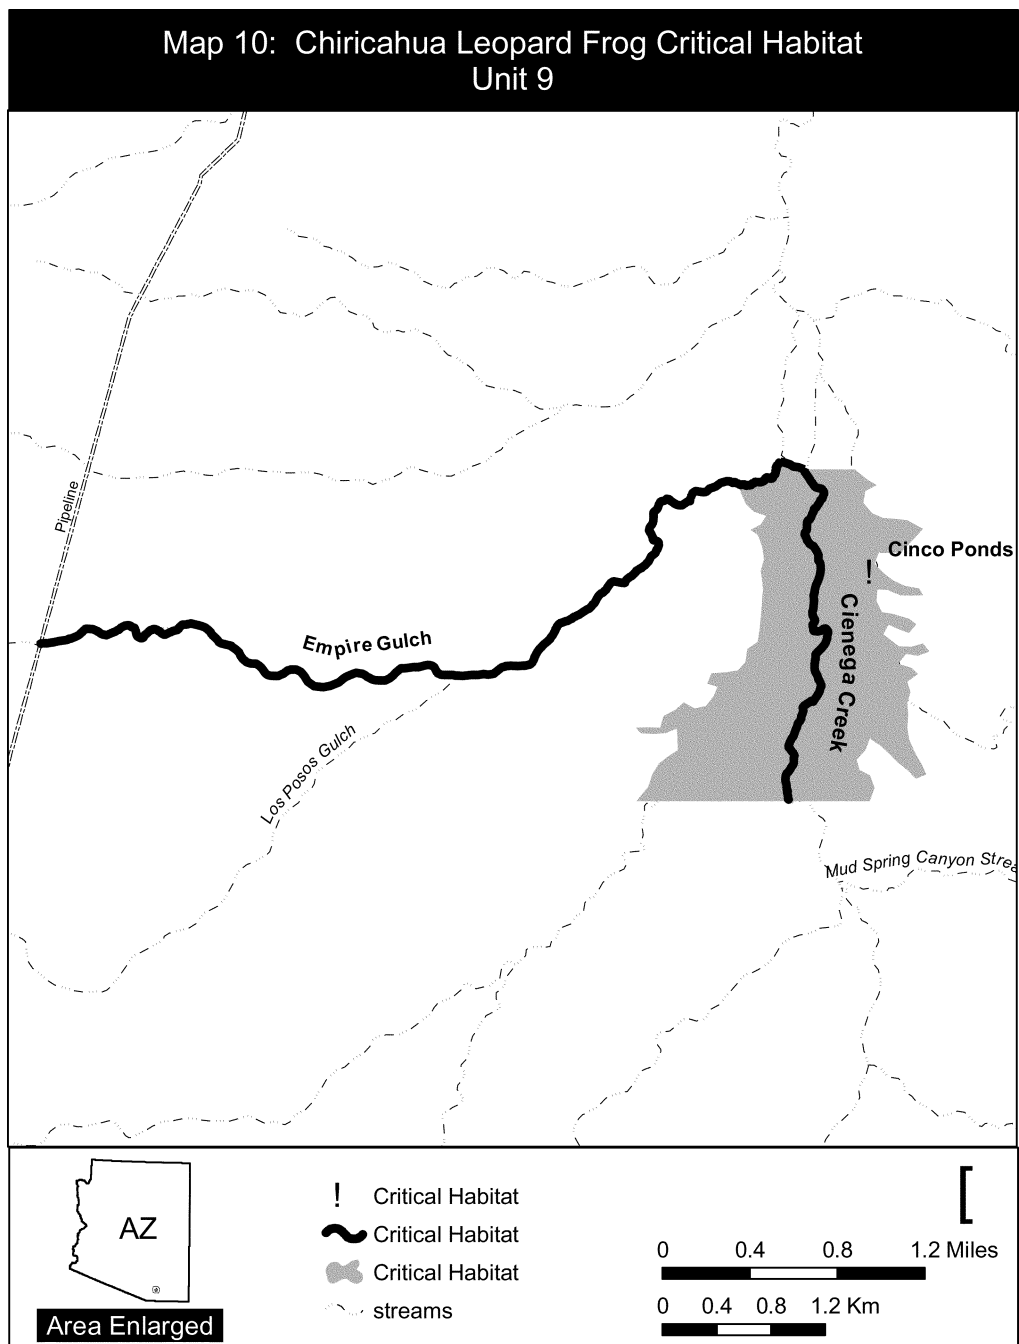 Map 10: Chiricahua Leopard Frog Critical Habitat
Unit 9
Pipeline
Cinco Ponds
!
Empire Gulch
Cienega Creek
Los Posos Gulch
Mud Spring Canyon Strea
AZ
Area Enlarged
! Critical Habitat
Critical Habitat
Critical Habitat
streams
[
0 0.4 0.8 1.2 Miles
0 0.4 0.8 1.2 Km